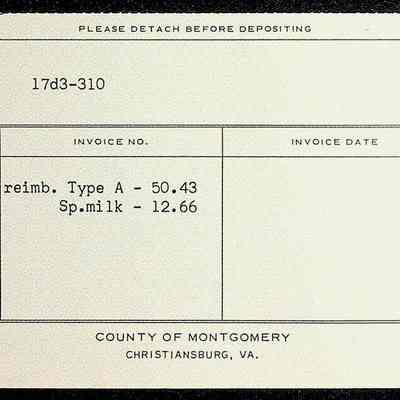 PLEASE DETACH BEFORE DEPOSITING
17d3-310
INVOICE NO.
INVOICE DATE
reimb. Type A - 50.43
Sp.milk - 12.66
COUNTY OF MONTGOMERY
CHRISTIANSBURG, VA.